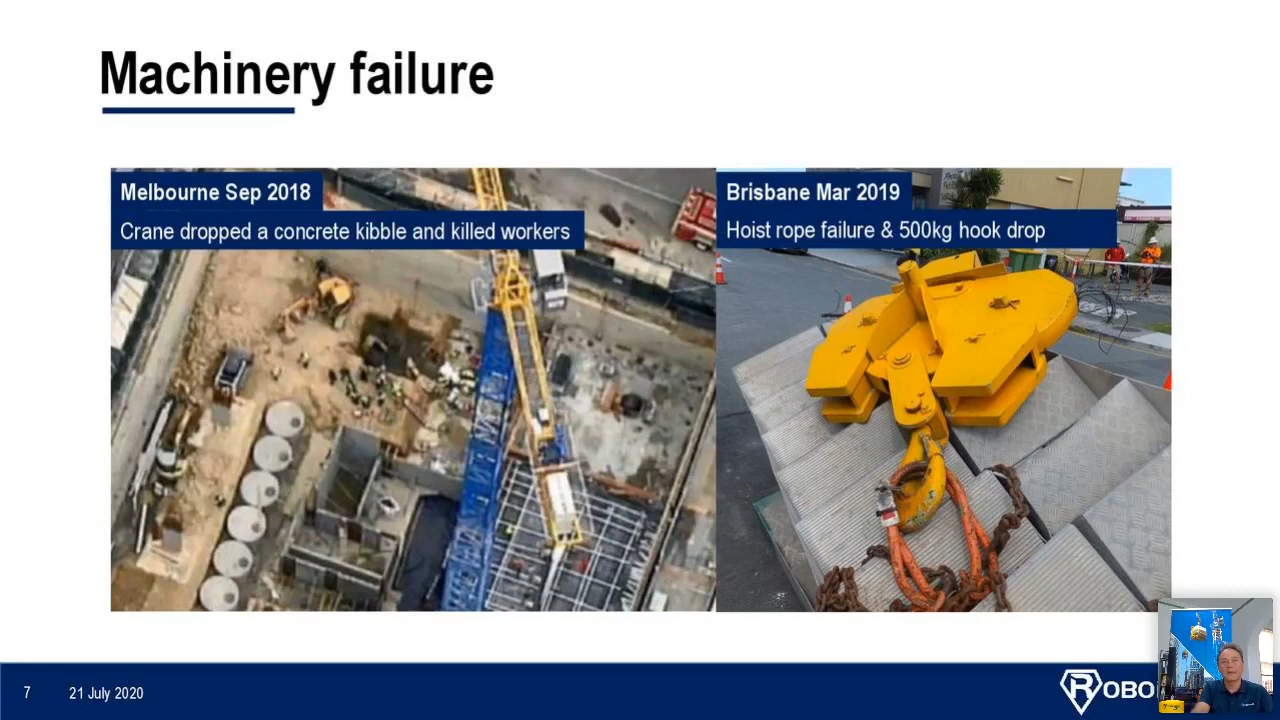 Machinery failure
Melbourne Sep 2018
Crane dropped a concrete kibble and killed workers
Brisbane Mar 2019
Hoist rope failure & 500kg hook drop
7
21 July 2020
ROBO